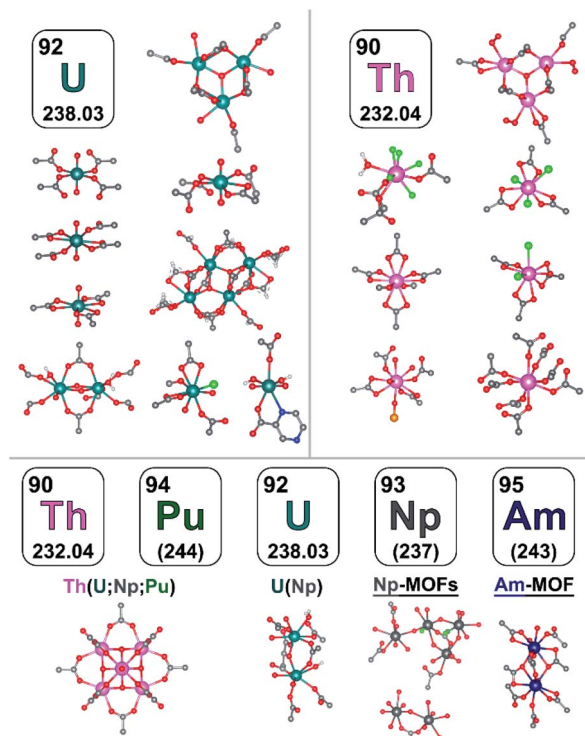 92
U
238.03
90
Th
232.04
90
Th
232.04
94
Pu
(244)
92
U
238.03
93
Np
(237)
95
Am
(243)
Th(U;Np;Pu)
U(Np)
Np-MOFs
Am-MOF